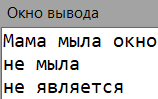 Окно вывода
Мама мыла окно
не мыла
не является